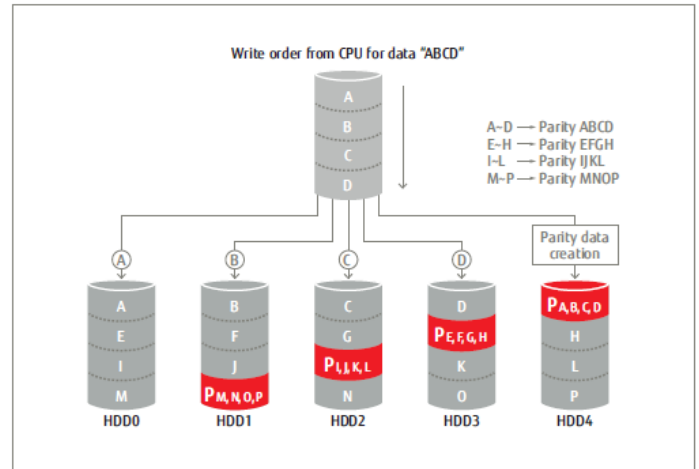 Write order from CPU for data “ABCD”
A
B
C
D
A~D → Parity ABCD
E~H → Parity EFGH
I~L → Parity IJKL
M~P → Parity MNOP
Parity data
creation
A
B
C
D
A
E
I
M
HDD0
B
F
J
PM,N,O,P
HDD1
C
G
PI,J,K,L
N
HDD2
D
PE,F,G,H
K
O
HDD3
PA,B,C,D
H
L
P
HDD4